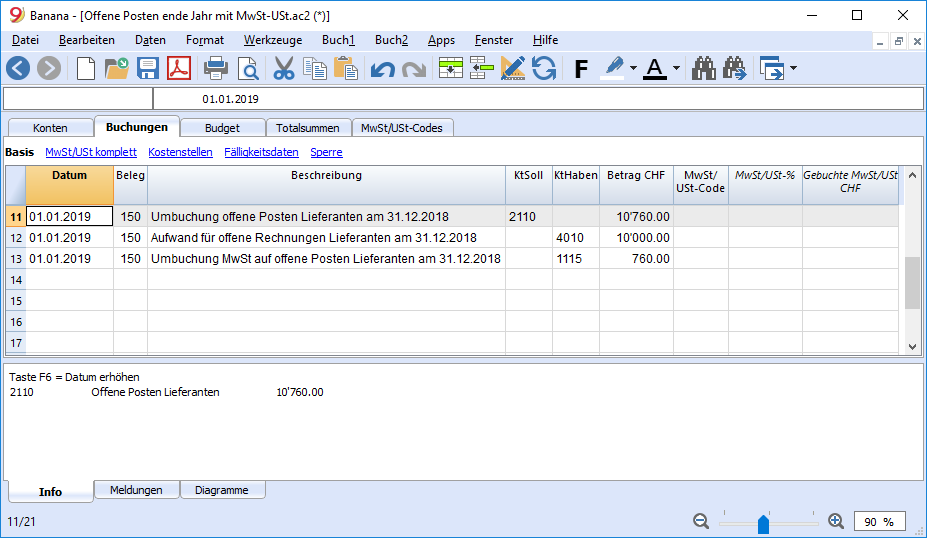 Banana - [Offene Posten ende Jahr mit MwSt-USt.ac2 (*)]
Datei Bearbeiten Daten Format Werkzeuge Buch1 Buch2 Apps Fenster Hilfe
F A
01.01.2019
Konten Buchungen Budget Totalsummen MwSt/USt-Codes
Basis MwSt/USt komplett Kostenstellen Fälligkeitsdaten Sperre
Datum Beleg Beschreibung KtSoll KtHaben Betrag CHF MwSt/ USt-Code MwSt/USt-% Gebuchte MwSt/USt CHF
11 01.01.2019 150 Umbuchung offene Posten Lieferanten am 31.12.2018 2110 10'760.00
12 01.01.2019 150 Aufwand für offene Rechnungen Lieferanten am 31.12.2018 4010 10'000.00
13 01.01.2019 150 Umbuchung MwSt auf offene Posten Lieferanten am 31.12.2018 1115 760.00
14
15
16
17
Taste F6 = Datum erhöhen
2110 Offene Posten Lieferanten 10'760.00
Info Meldungen Diagramme
11/21 90 %